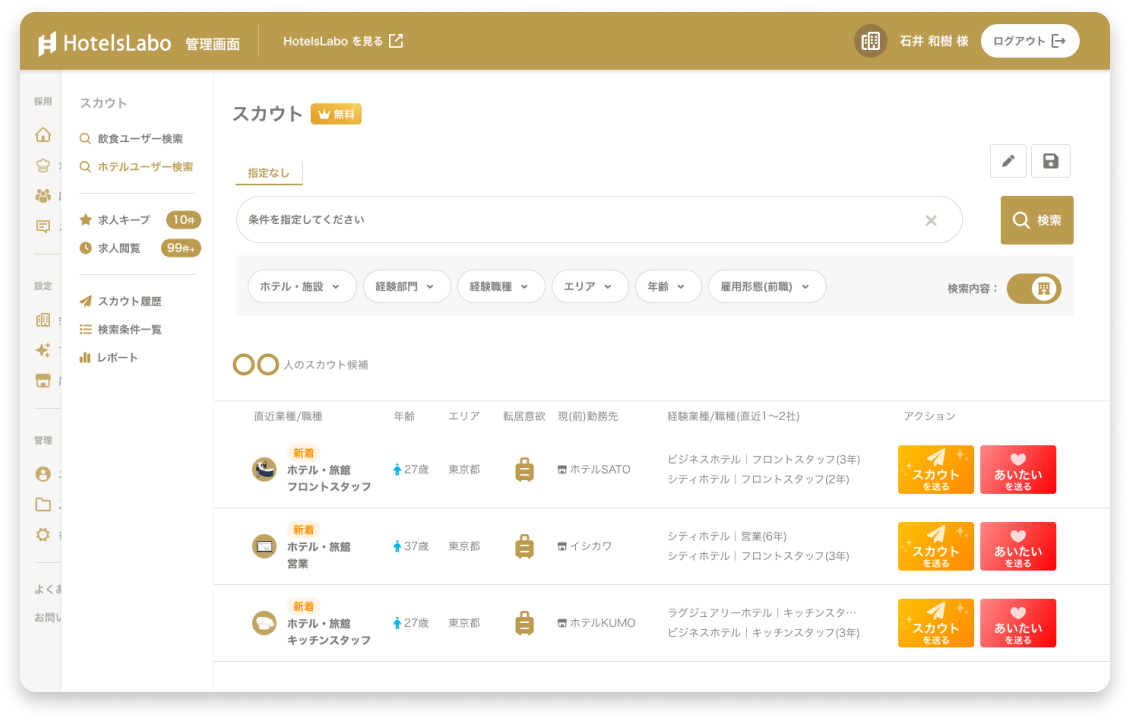 HotelsLabo 管理画面
HotelsLabo を見る
石井 和樹 様
ログアウト
採用
設定
管理
よくあ
お問い
スカウト
飲食ユーザー検索
ホテルユーザー検索
求人キープ 10件
求人閲覧 99件+
スカウト履歴
検索条件一覧
レポート
スカウト 無料
指定なし
条件を指定してください
検索
ホテル・施設 経験部門 経験職種 エリア 年齢 雇用形態(前職) 検索内容：
〇〇人のスカウト候補
直近業種/職種 年齢 エリア 転居意欲 現(前)勤務先 経験業種/職種(直近1〜2社) アクション
新着
ホテル・旅館
フロントスタッフ
27歳 東京都 ホテルSATO
ビジネスホテル｜フロントスタッフ(3年)
シティホテル｜フロントスタッフ(2年)
スカウト
を送る
あいたい
を送る
新着
ホテル・旅館
営業
37歳 東京都 イシカワ
シティホテル｜営業(6年)
シティホテル｜フロントスタッフ(3年)
スカウト
を送る
あいたい
を送る
新着
ホテル・旅館
キッチンスタッフ
27歳 東京都 ホテルKUMO
ラグジュアリーホテル｜キッチンスタ…
ビジネスホテル｜キッチンスタッフ(3年)
スカウト
を送る
あいたい
を送る